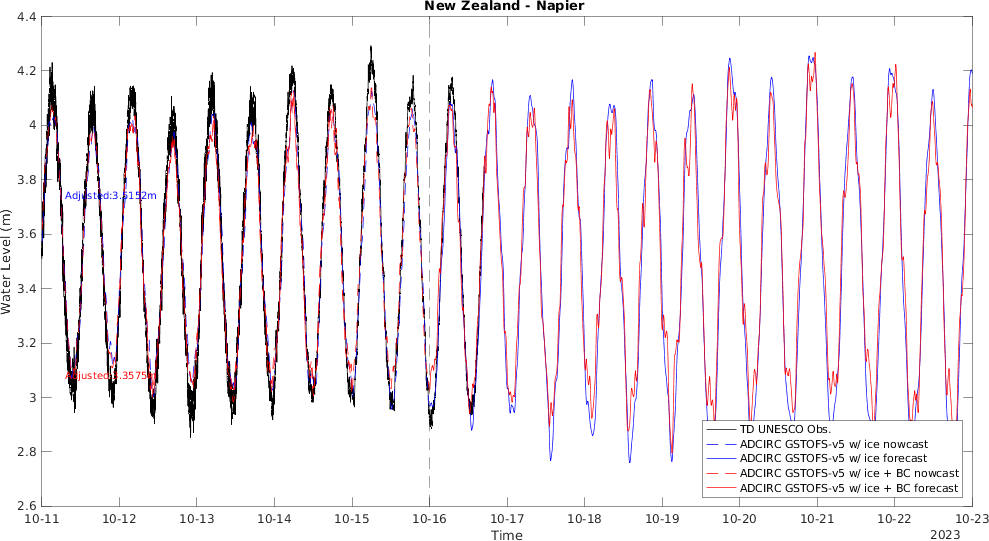 New Zealand - Napier
4.4
4.2
4
3.8
3.6
3.4
3.2
3
2.8
2.6
Water Level (m)
Adjusted:3.5152m
Adjusted:3.3575m
TD UNESCO Obs.
ADCIRC GSTOFS-v5 w/ ice nowcast
ADCIRC GSTOFS-v5 w/ ice forecast
ADCIRC GSTOFS-v5 w/ ice + BC nowcast
ADCIRC GSTOFS-v5 w/ ice + BC forecast
10-11 10-12 10-13 10-14 10-15 10-16 10-17 10-18 10-19 10-20 10-21 10-22 10-23
Time
2023